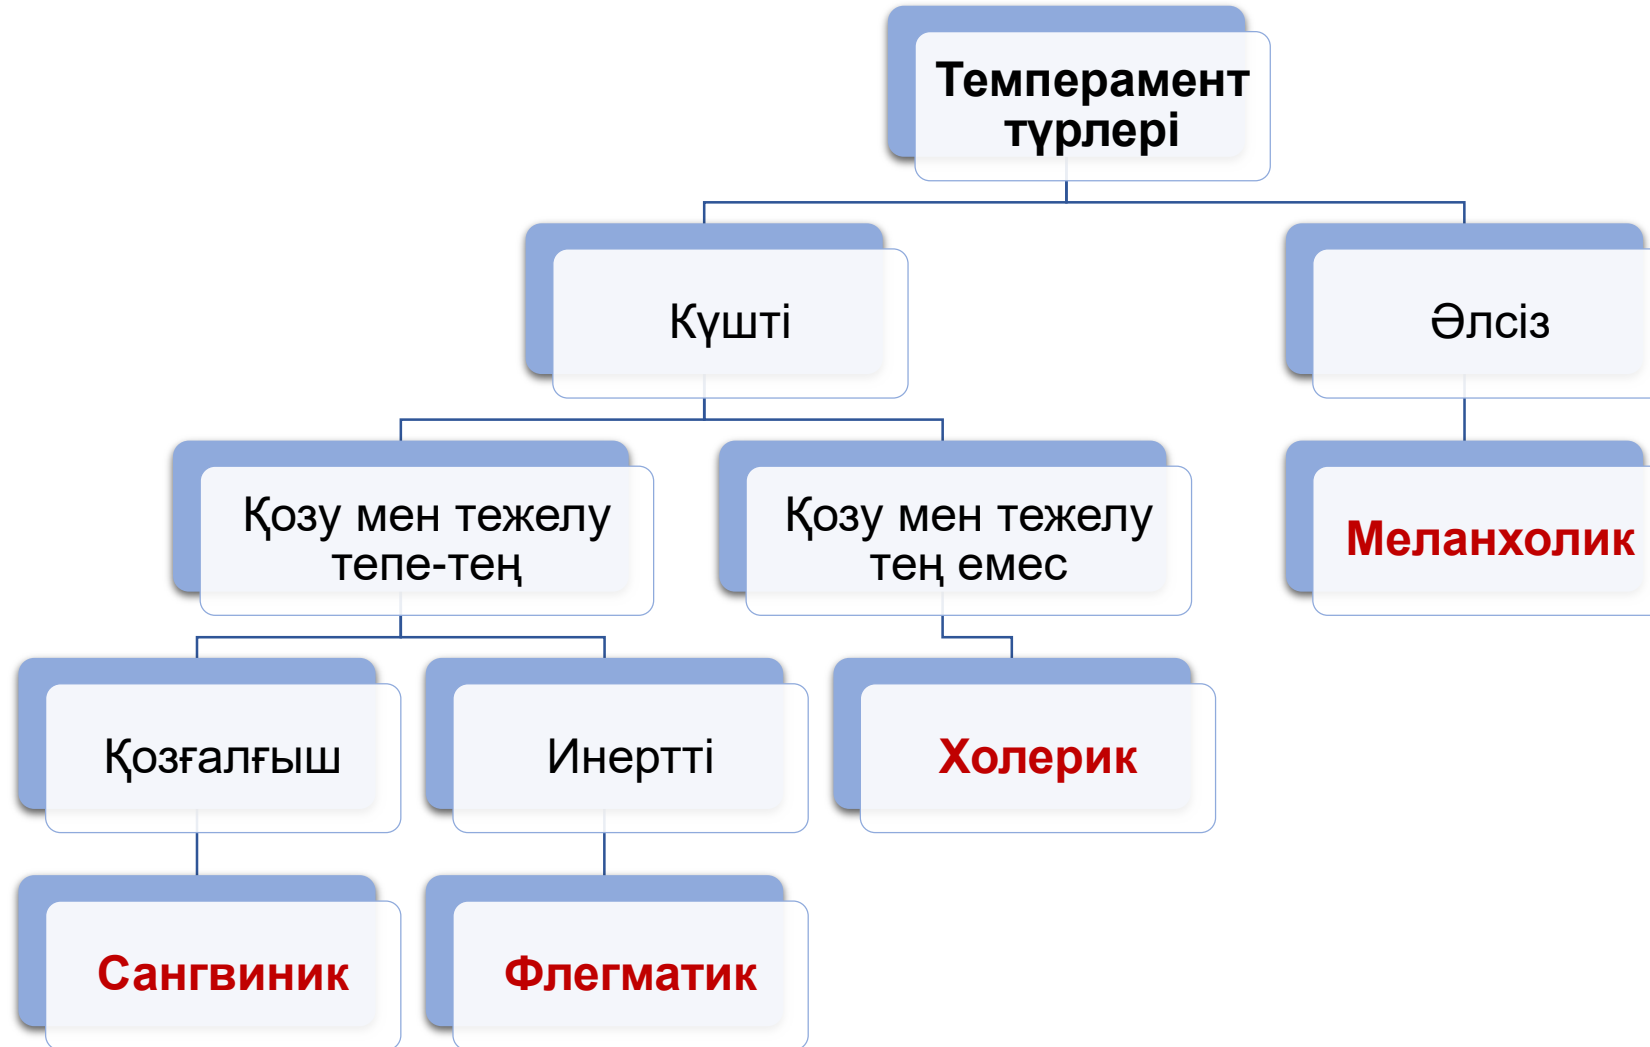 Темперамент
түрлері
Күшті
Әлсіз
Қозу мен тежелу
тепе-тең
Қозу мен тежелу
тең емес
Меланхолик
Қозғалғыш
Инертті
Холерик
Сангвиник
Флегматик